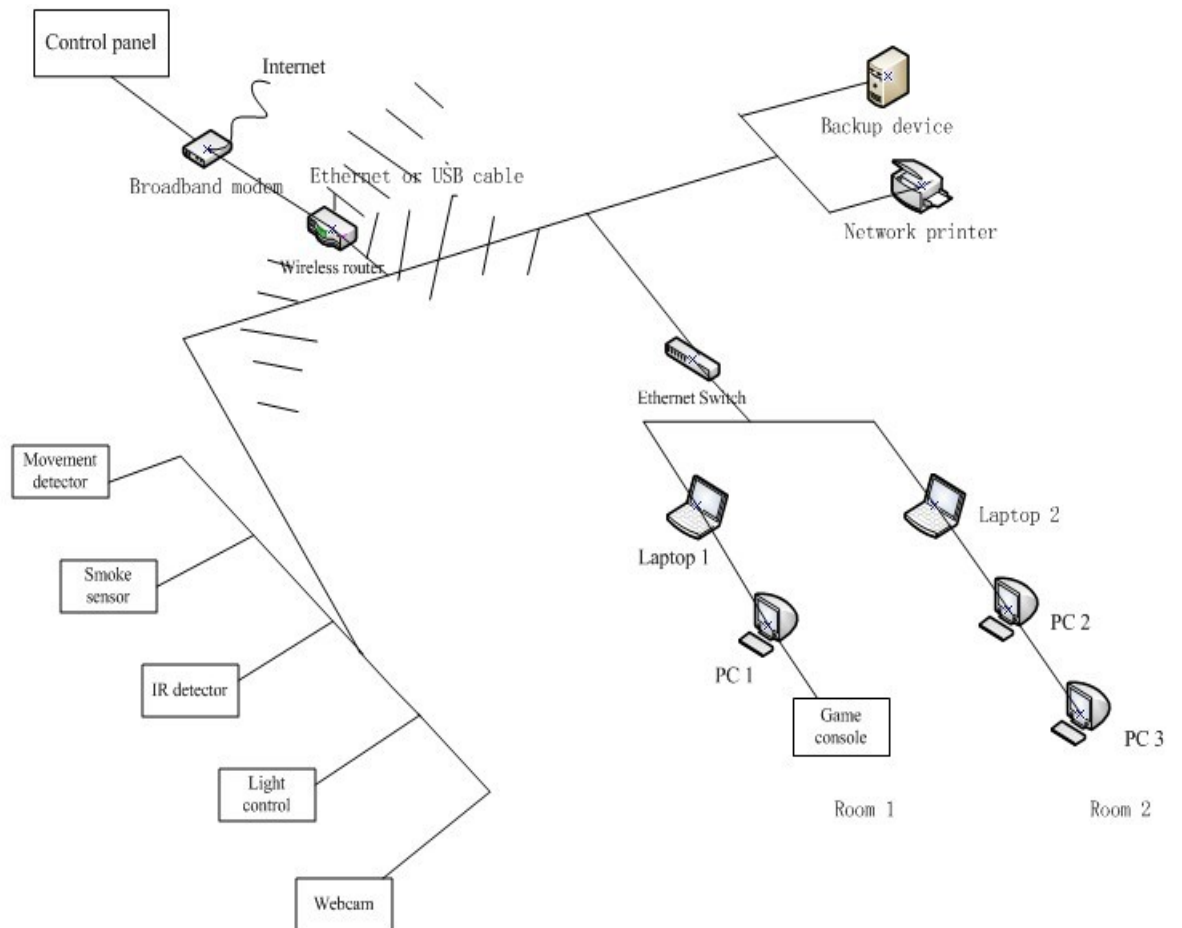 Control panel
Internet
Broadband modem
Ethernet or USB cable
Wireless router
Backup device
Network printer
Ethernet Switch
Movement
detector
Smoke
sensor
IR detector
Light
control
Webcam
Laptop 1
Laptop 2
PC 1
PC 2
Game
console
PC 3
Room 1
Room 2